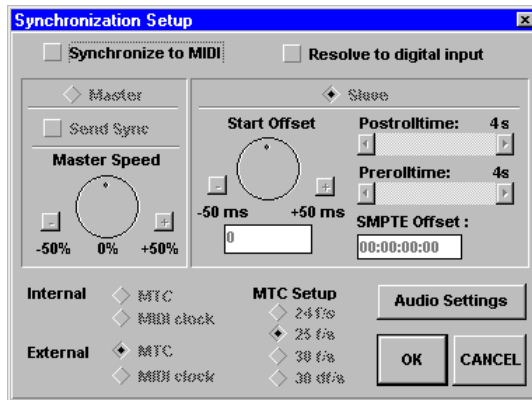 Synchronization Setup
Synchronize to MIDI
Resolve to digital input
Master
Slave
Send Sync
Start Offset
Postrolltime: 4s
Master Speed
Prerolltime: 4s
- +
-50 ms +50 ms
- +
SMPTE Offset :
-50% 0% +50%
0
00:00:00:00
Internal
MTC
MIDI clock
MTC Setup
24 f/s
25 f/s
30 f/s
30 df/s
Audio Settings
External
MTC
MIDI clock
OK
CANCEL